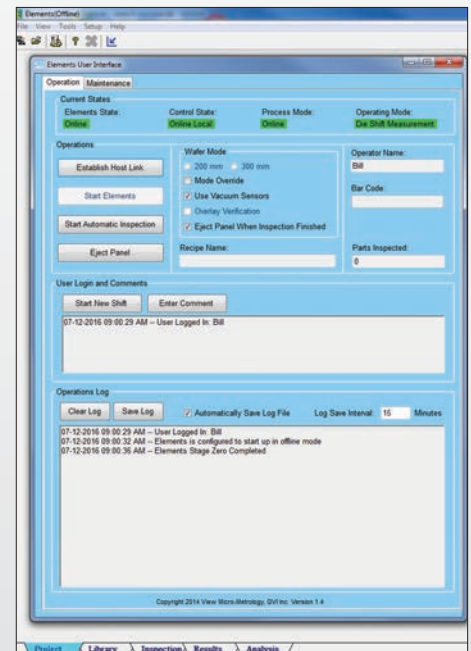 Elements(Offline)
File View Tools Setup Help
Elements User Interface
Operation Maintenance
Current States
Elements State: Control State: Process Mode: Operating Mode:
Online Online Local Online Die Shift Measurement
Operations
Establish Host Link
Start Elements
Start Automatic Inspection
Eject Panel
Wafer Mode
200 mm 300 mm
Mode Override
Use Vacuum Sensors
Overlay Verification
Eject Panel When Inspection Finished
Recipe Name:
Operator Name:
Bill
Bar Code:
Parts Inspected:
0
User Login and Comments
Start New Shift Enter Comment
07-12-2016 09:00:29 AM -- User Logged In: Bill
Operations Log
Clear Log Save Log Automatically Save Log File Log Save Interval: 15 Minutes
07-12-2016 09:00:29 AM -- User Logged In: Bill
07-12-2016 09:00:32 AM -- Elements is configured to start up in offline mode
07-12-2016 09:00:36 AM -- Elements Stage Zero Completed
Copyright 2014 View Micro-Metrology, QVI Inc. Version 1.4
Project Library Inspection Results Analysis